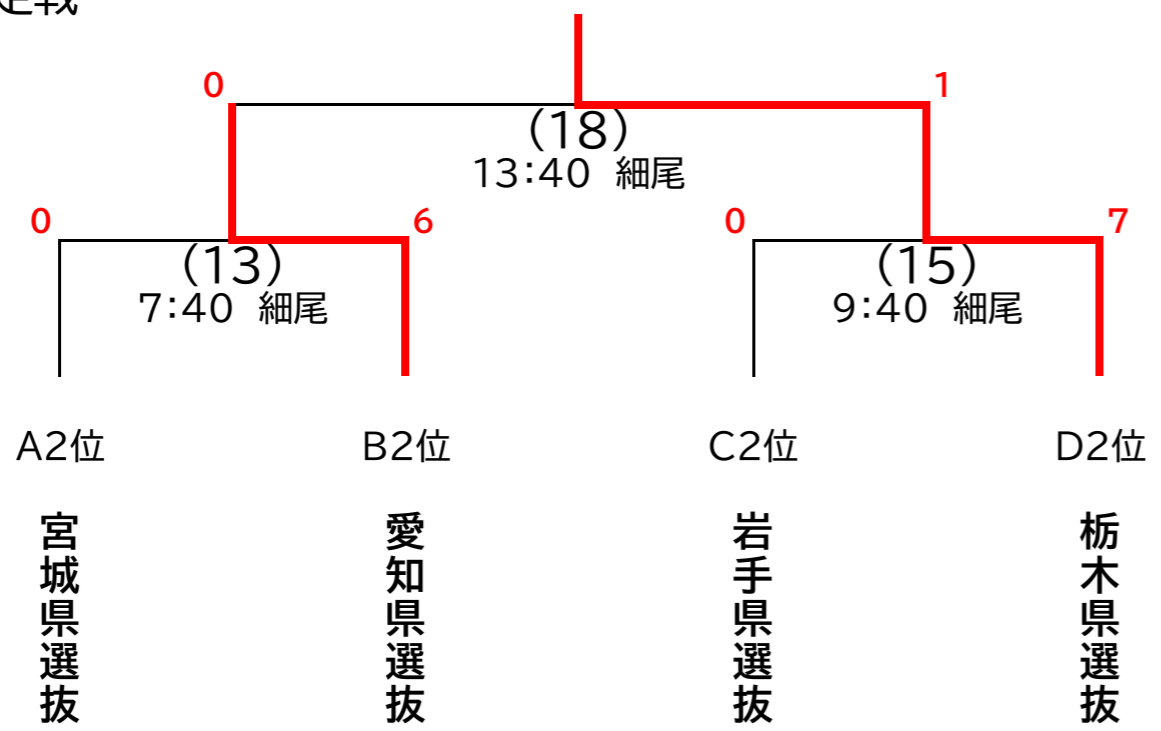 定戦
0
1
(18)
13:40 細尾
0
6
0
7
(13)
(15)
7:40 細尾
9:40 細尾
A2位
B2位
C2位
D2位
宮城県選抜
愛知県選抜
岩手県選抜
栃木県選抜